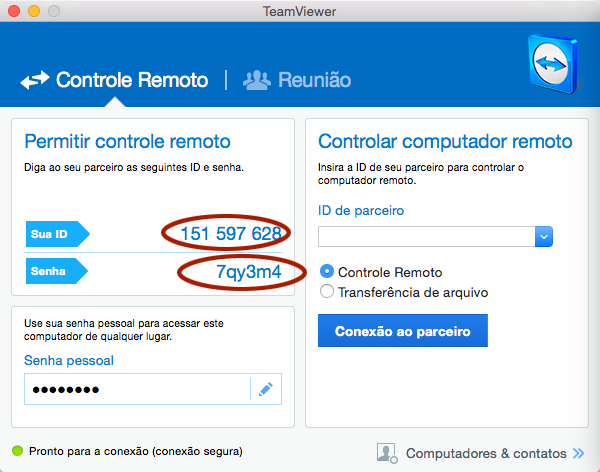 TeamViewer
Controle Remoto
Reunião
Permitir controle remoto
Diga ao seu parceiro as seguintes ID e senha.
Sua ID
151 597 628
Senha
7qy3m4
Use sua senha pessoal para acessar este
computador de qualquer lugar.
Senha pessoal
••••••••
Controlar computador remoto
Insira a ID de seu parceiro para controlar o
computador remoto.
ID de parceiro
Controle Remoto
Transferência de arquivo
Conexão ao parceiro
Pronto para a conexão (conexão segura)
Computadores & contatos »